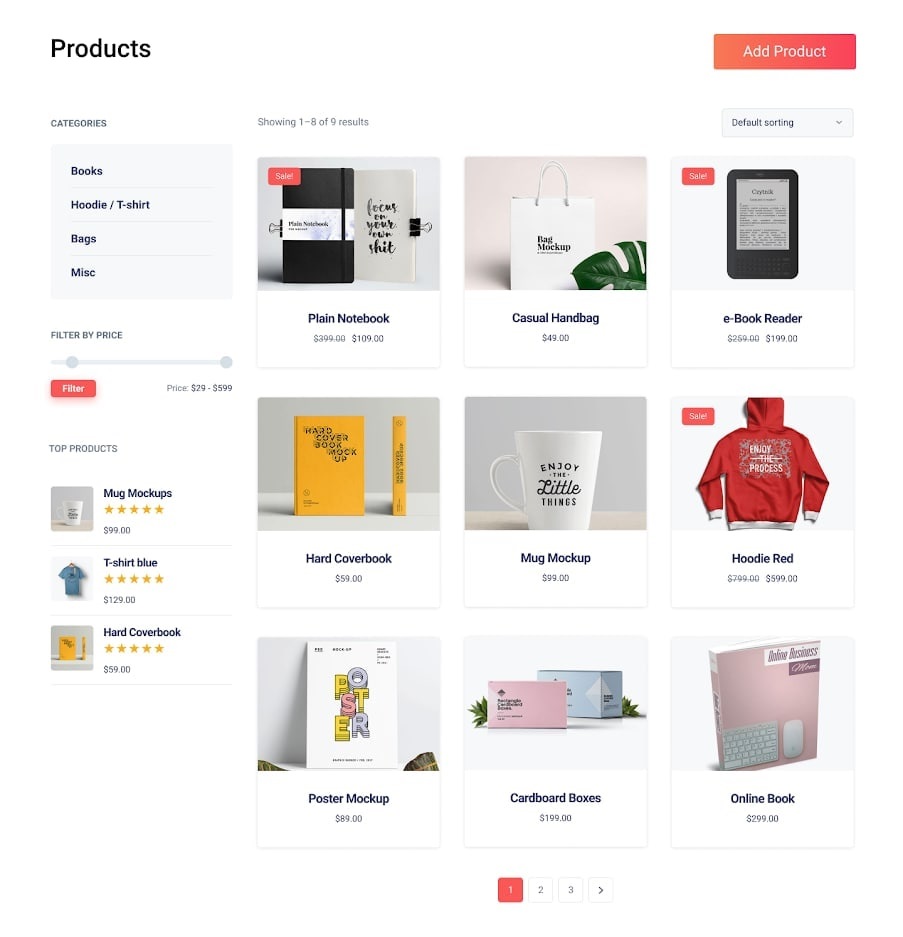 Products
Add Product
CATEGORIES
Showing 1–8 of 9 results
Default sorting
Books
Hoodie / T-shirt
Bags
Misc
FILTER BY PRICE
Filter
Price: $29 - $599
TOP PRODUCTS
Mug Mockups
$99.00
T-shirt blue
$129.00
Hard Coverbook
$59.00
Sale!
Plain Notebook
focus
on
your
own
shit
Plain Notebook
$399.00 $109.00
Bag
Mockup
Casual Handbag
$49.00
Sale!
Czytnik
e-Book Reader
$259.00 $199.00
HARD
COVER
BOOK
MOCK
UP
Hard Coverbook
$59.00
ENJOY
·THE·
Little
THINGS
Mug Mockup
$99.00
Sale!
ENJOY
THE
PROCESS
Hoodie Red
$799.00 $599.00
PSD MOCK-UP
POSTER
Poster Mockup
$89.00
Rectangle
Cardboard
Boxes
Cardboard Boxes
$199.00
Online Business
Mom
Online Book
$299.00
1 2 3